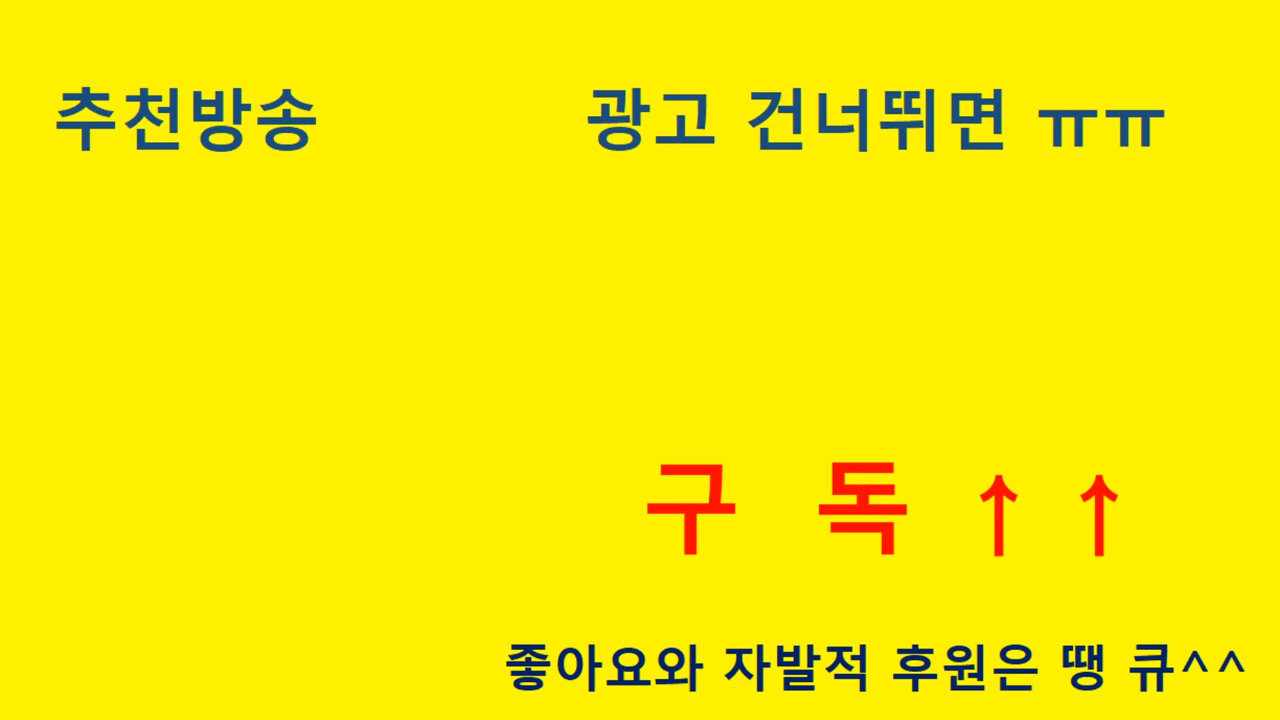 추천방송
광고 건너뛰면 ㅠㅠ
구 독 ↑ ↑
좋아요와 자발적 후원은 땡 큐^^